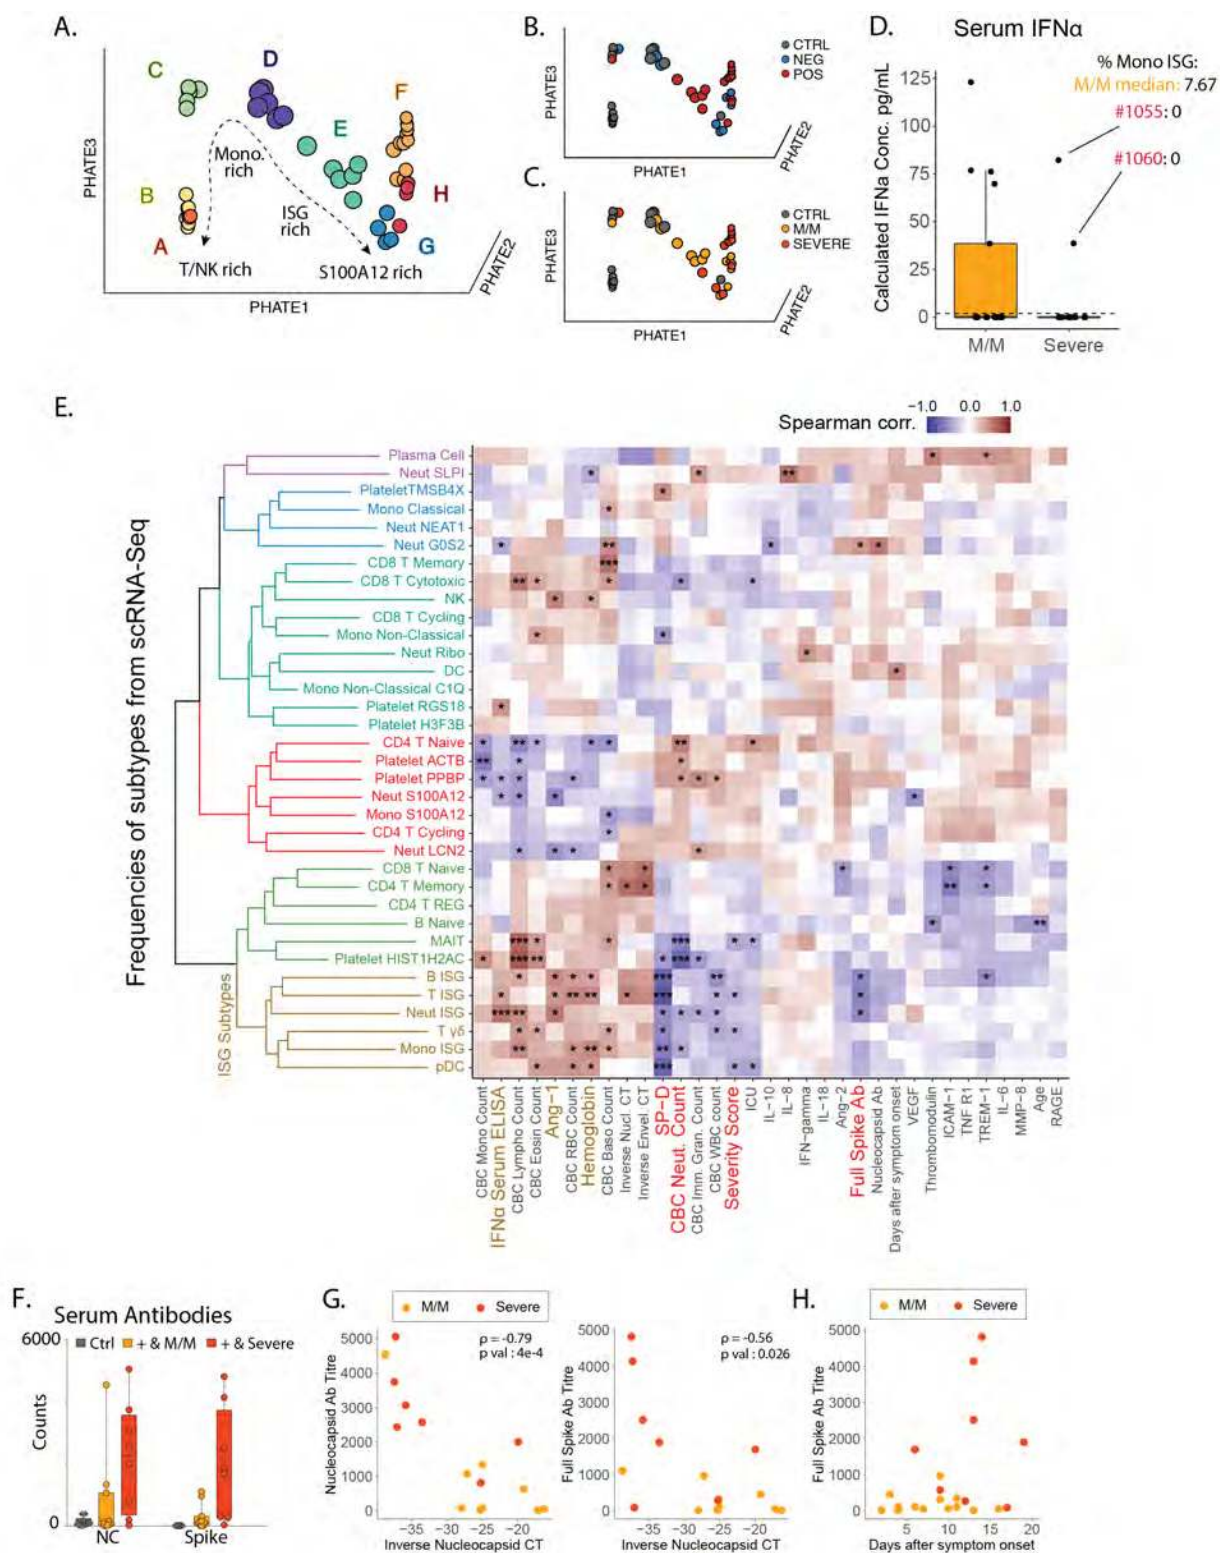 A.
C
D
F
E
B
H
A
G
Mono.
rich
ISG
rich
T/NK rich
S100A12 rich
PHATE3
PHATE1
PHATE2
B.
CTRL
NEG
POS
PHATE3
PHATE1
PHATE2
C.
CTRL
M/M
SEVERE
PHATE3
PHATE1
PHATE2
D.
Serum IFNα
% Mono ISG:
M/M median: 7.67
#1055: 0
#1060: 0
Calculated IFNa Conc. pg/mL
125
100
75
50
25
0
M/M
Severe
E.
Spearman corr.
−1.0
0.0
1.0
Frequencies of subtypes from scRNA-Seq
ISG Subtypes
Plasma Cell
Neut SLPI
PlateletTMSB4X
Mono Classical
Neut NEAT1
Neut G0S2
CD8 T Memory
CD8 T Cytotoxic
NK
CD8 T Cycling
Mono Non-Classical
Neut Ribo
DC
Mono Non-Classical C1Q
Platelet RGS18
Platelet H3F3B
CD4 T Naive
Platelet ACTB
Platelet PPBP
Neut S100A12
Mono S100A12
CD4 T Cycling
Neut LCN2
CD8 T Naive
CD4 T Memory
CD4 T REG
B Naive
MAIT
Platelet HIST1H2AC
B ISG
T ISG
Neut ISG
T γδ
Mono ISG
pDC
CBC Mono Count
IFNα Serum ELISA
CBC Lympho Count
CBC Eosin Count
Ang-1
CBC RBC Count
Hemoglobin
CBC Baso Count
Inverse Nucl. CT
Inverse Envel. CT
SP-D
CBC Neut. Count
CBC Imm. Gran. Count
CBC WBC count
Severity Score
ICU
IL-10
IL-8
IFN-gamma
IL-18
Ang-2
Full Spike Ab
Nucleocapsid Ab
Days after symptom onset
VEGF
Thrombomodulin
ICAM-1
TNF R1
TREM-1
IL-6
MMP-8
Age
RAGE
F.
Serum Antibodies
6000
Ctrl
+ & M/M
+ & Severe
Counts
0
NC
Spike
G.
M/M
Severe
ρ = -0.79
p val : 4e-4
Nucleocapsid Ab Titre
5000
4000
3000
2000
1000
0
−35
−30
−25
−20
Inverse Nucleocapsid CT
ρ = -0.56
p val : 0.026
Full Spike Ab Titre
5000
4000
3000
2000
1000
0
−35
−30
−25
−20
Inverse Nucleocapsid CT
H.
M/M
Severe
Full Spike Ab Titre
5000
4000
3000
2000
1000
0
5
10
15
20
Days after symptom onset